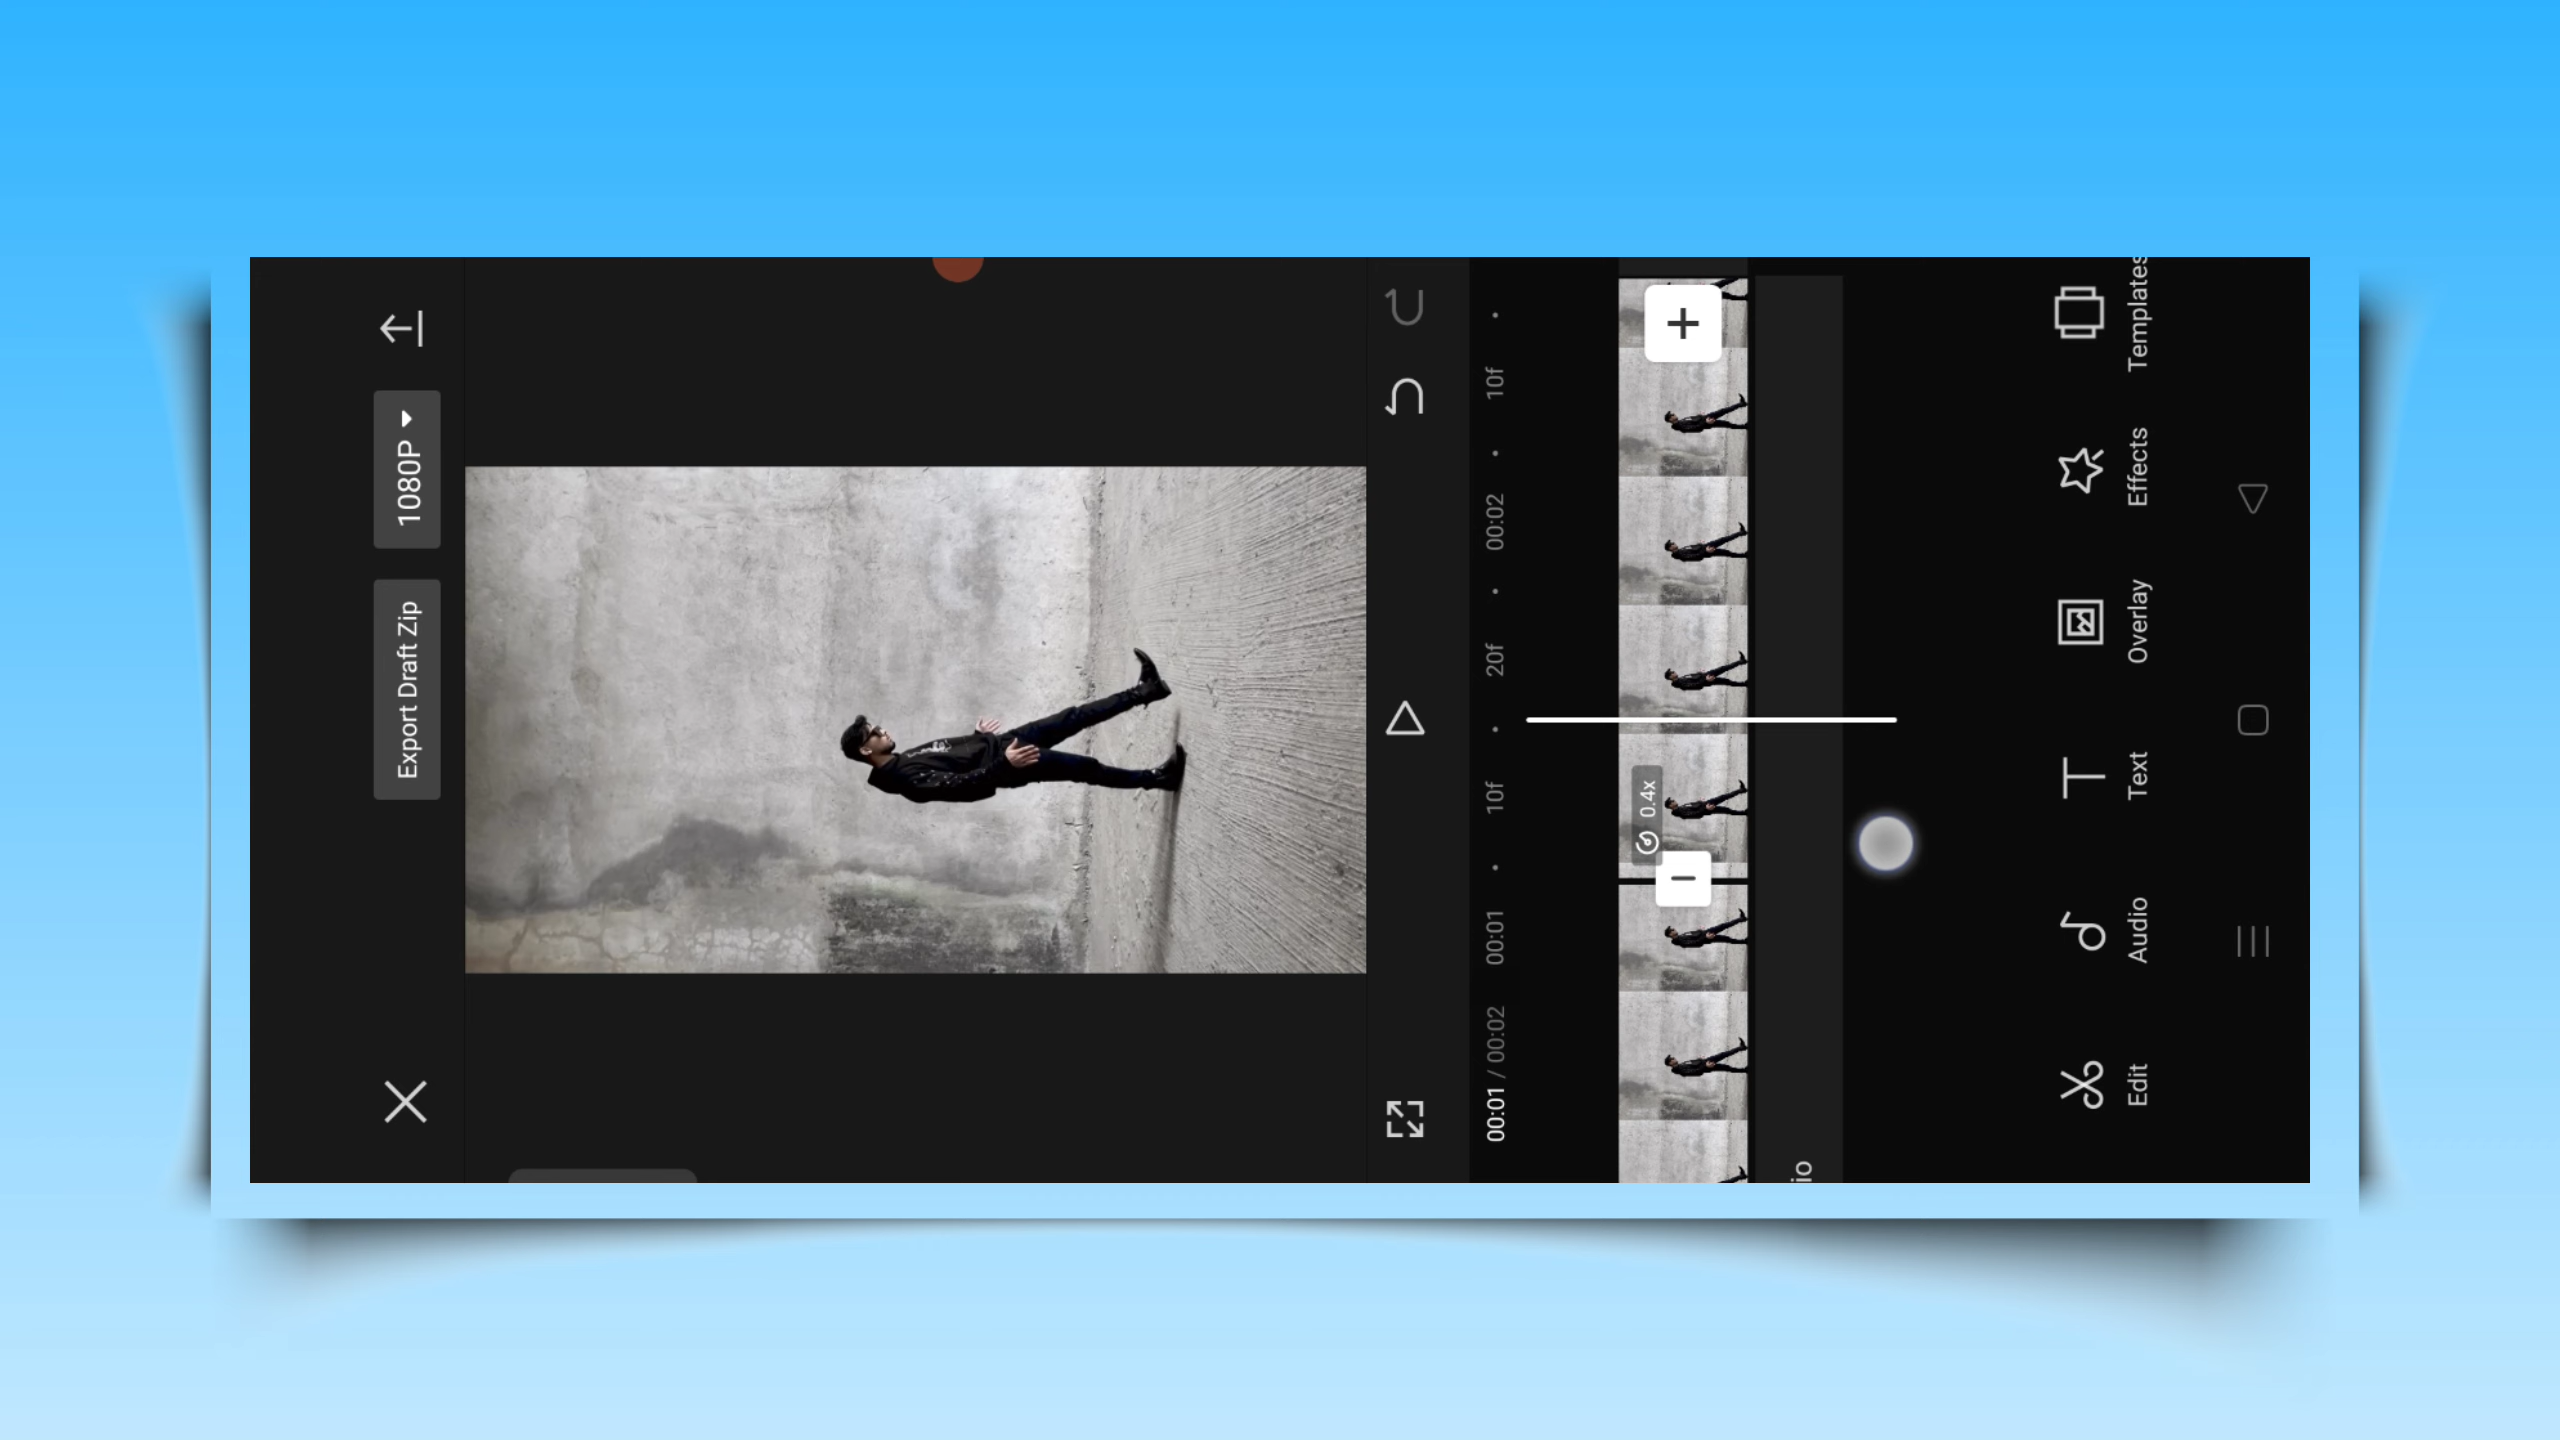 Export Draft Zip
1080P
00:01 / 00:02
00:01
10f
20f
00:02
10f
0.4x
io
Edit
Audio
Text
Overlay
Effects
Templates